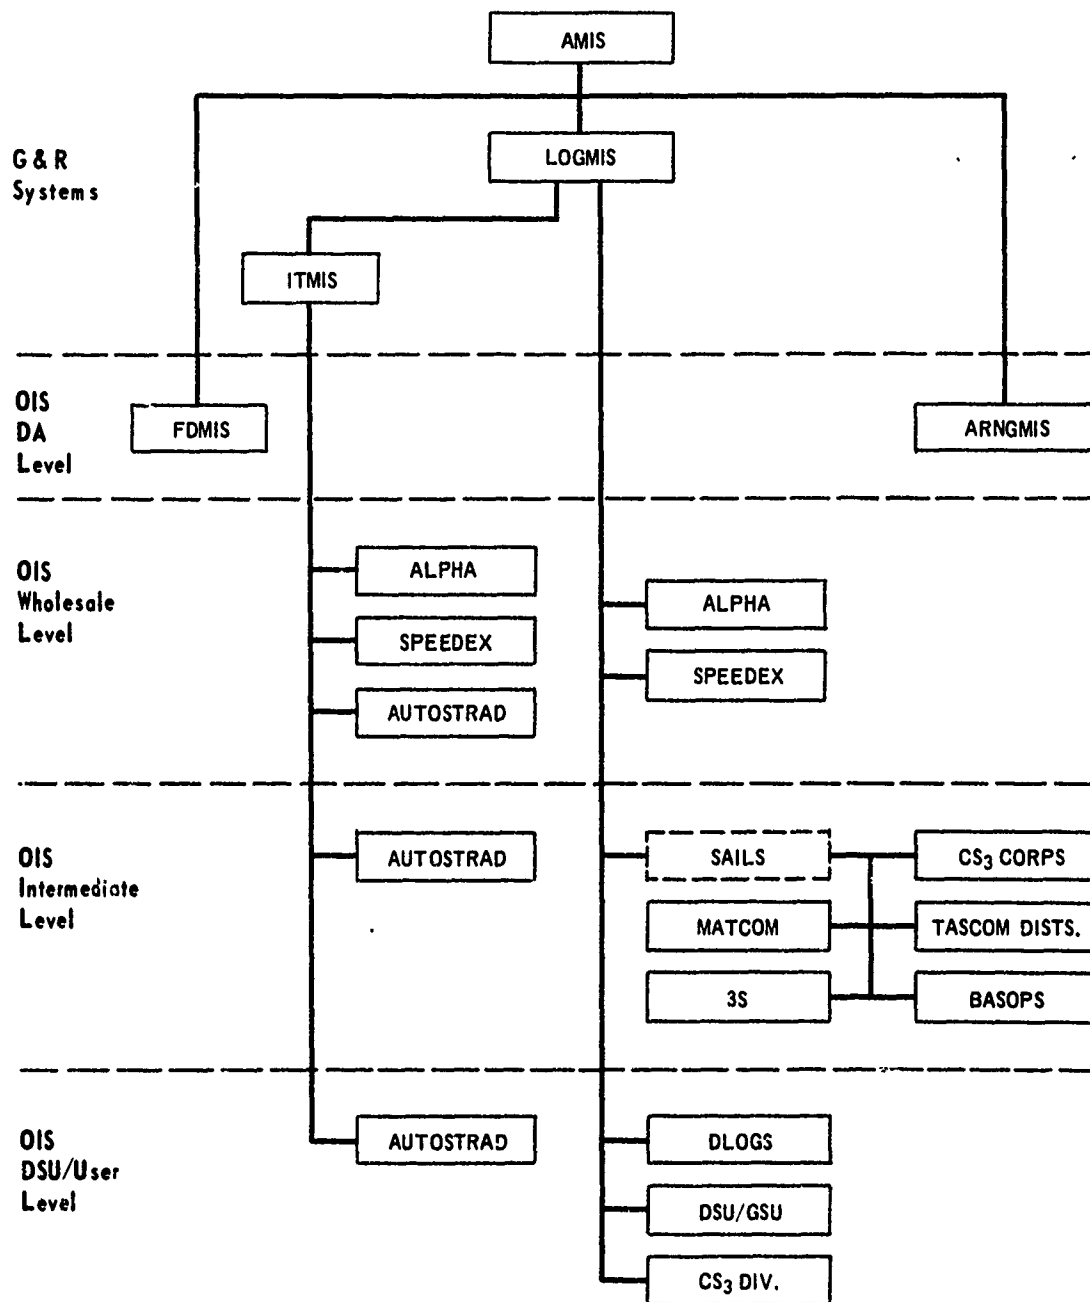 AMIS
G & R
Systems
LOGMIS
ITMIS
OIS
DA
Level
FDMIS
ARNGMIS
OIS
Wholesale
Level
ALPHA
SPEEDEX
AUTOSTRAD
ALPHA
SPEEDEX
OIS
Intermediate
Level
AUTOSTRAD
SAILS
CS₃ CORPS
MATCOM
TASCOM DISTS.
3S
BASOPS
OIS
DSU/User
Level
AUTOSTRAD
DLOGS
DSU/GSU
CS₃ DIV.